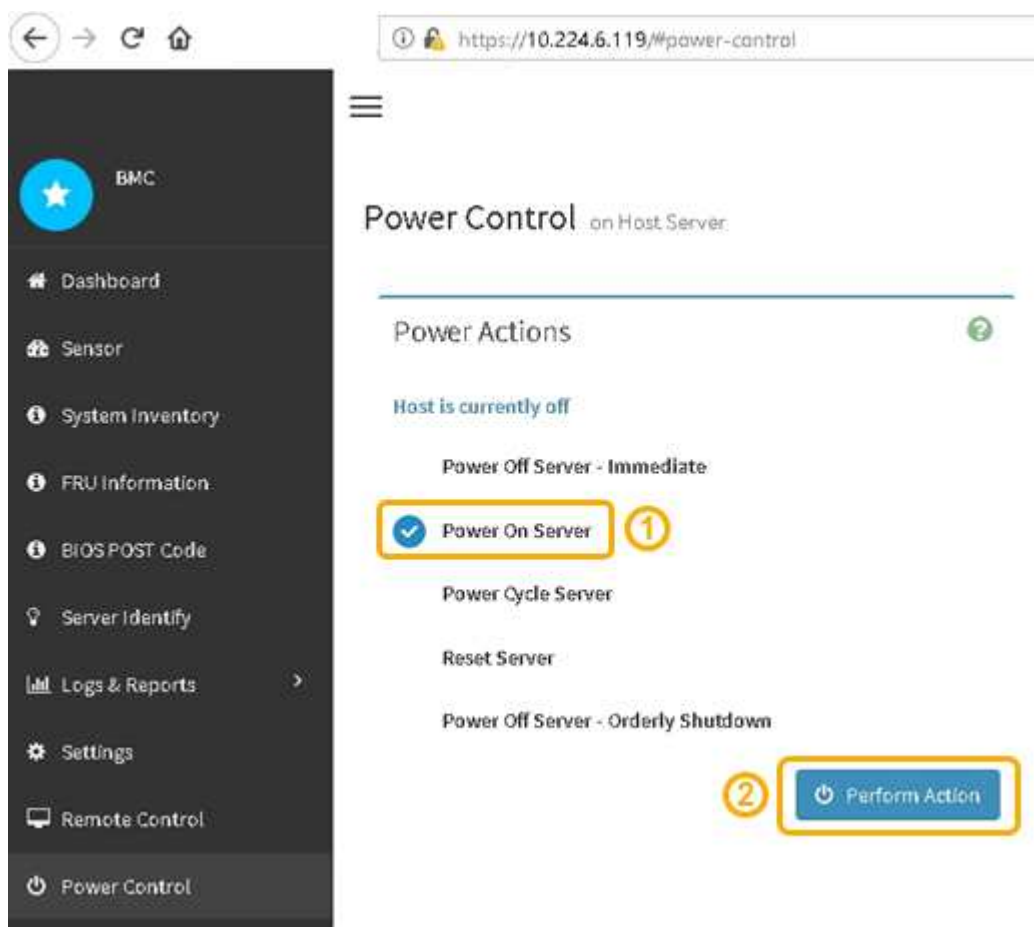 https://10.224.6.119/#power-control
BMC
Power Control on Host Server
Dashboard
Power Actions
Sensor
Host is currently off
System Inventory
Power Off Server - Immediate
FRU Information
Power On Server 1
BIOS POST Code
Power Cycle Server
Server Identify
Reset Server
Logs & Reports
Power Off Server - Orderly Shutdown
Settings
2 Perform Action
Remote Control
Power Control